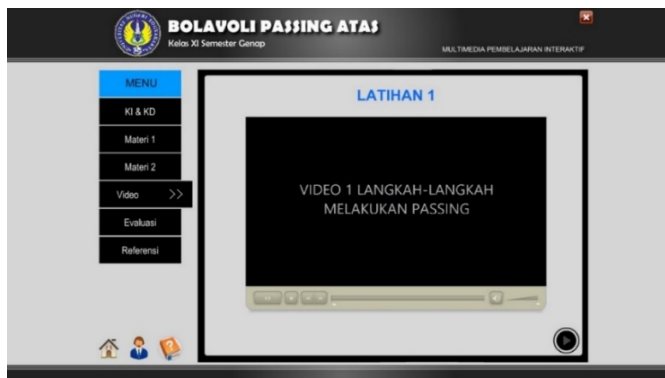 BOLAVOLI PASSING ATAS
Kelas XI Semester Genap
MULTIMEDIA PEMBELAJARAN INTERAKTIF
MENU
KI & KD
Materi 1
Materi 2
Video >>
Evaluasi
Referensi
LATIHAN 1
VIDEO 1 LANGKAH-LANGKAH
MELAKUKAN PASSING